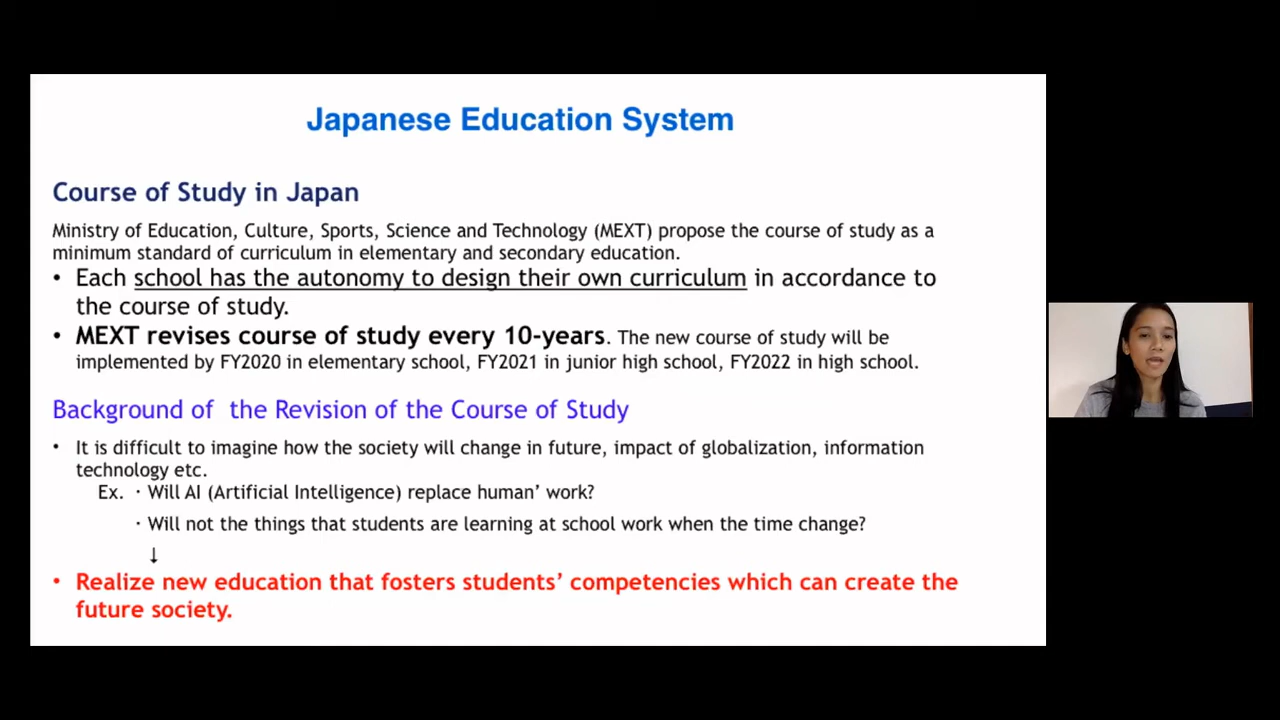 Japanese Education System
Course of Study in Japan
Ministry of Education, Culture, Sports, Science and Technology (MEXT) propose the course of study as a
minimum standard of curriculum in elementary and secondary education.
• Each school has the autonomy to design their own curriculum in accordance to
the course of study.
• MEXT revises course of study every 10-years. The new course of study will be
implemented by FY2020 in elementary school, FY2021 in junior high school, FY2022 in high school.
Background of the Revision of the Course of Study
• It is difficult to imagine how the society will change in future, impact of globalization, information
technology etc.
Ex. ・Will AI (Artificial Intelligence) replace human’ work?
・Will not the things that students are learning at school work when the time change?
↓
• Realize new education that fosters students’ competencies which can create the
future society.